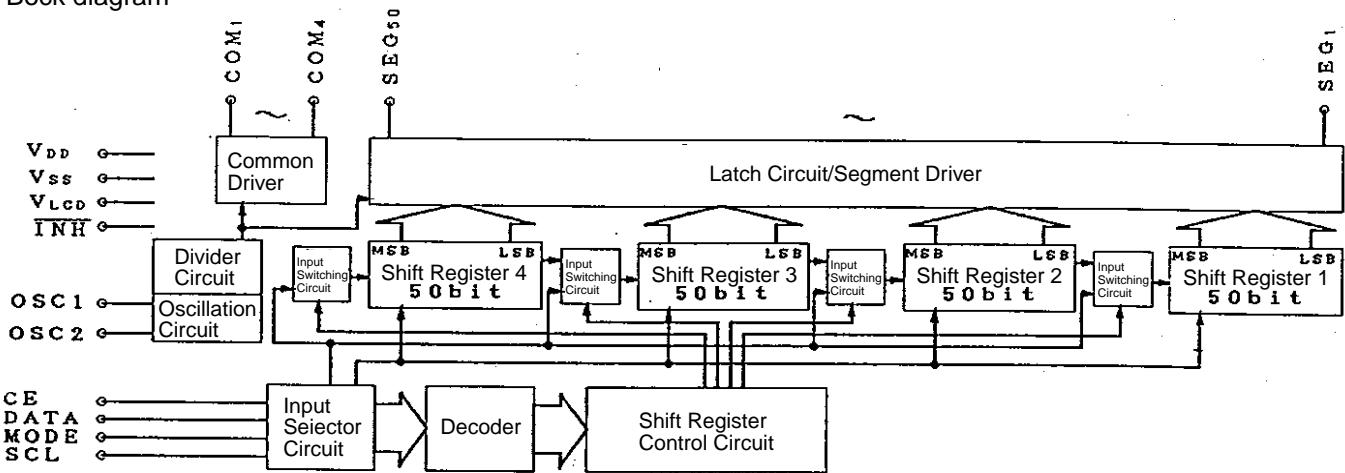 Bock diagram
COM1
COM4
SEG50
SEG1
~
~
VDD
VSS
VLCD
INH
Common
Driver
Latch Circuit/Segment Driver
Divider
Circuit
Oscillation
Circuit
OSC1
OSC2
Input
Switching
Circuit
MSB LSB
Shift Register 4
50bit
Input
Switching
Circuit
MSB LSB
Shift Register 3
50bit
Input
Switching
Circuit
MSB LSB
Shift Register 2
50bit
Input
Switching
Circuit
MSB LSB
Shift Register 1
50bit
CE
DATA
MODE
SCL
Input
Seiector
Circuit
Decoder
Shift Register
Control Circuit